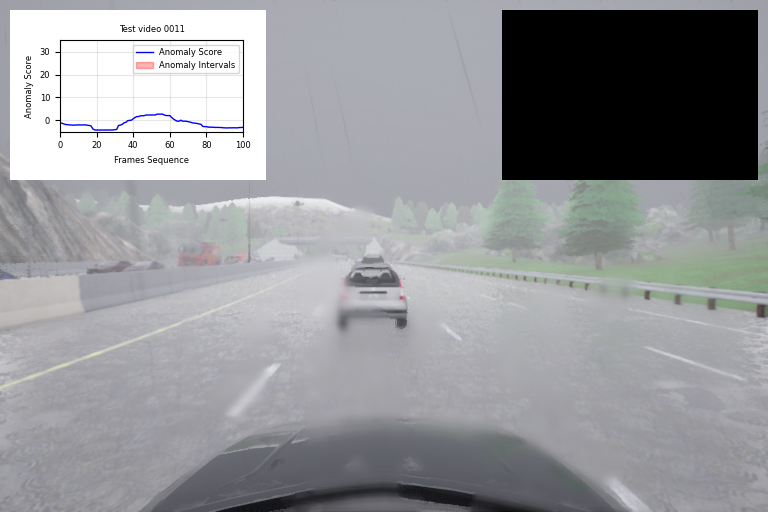 Test video 0011
Anomaly Score
Anomaly Intervals
Anomaly Score
30
20
10
0
0 20 40 60 80 100
Frames Sequence